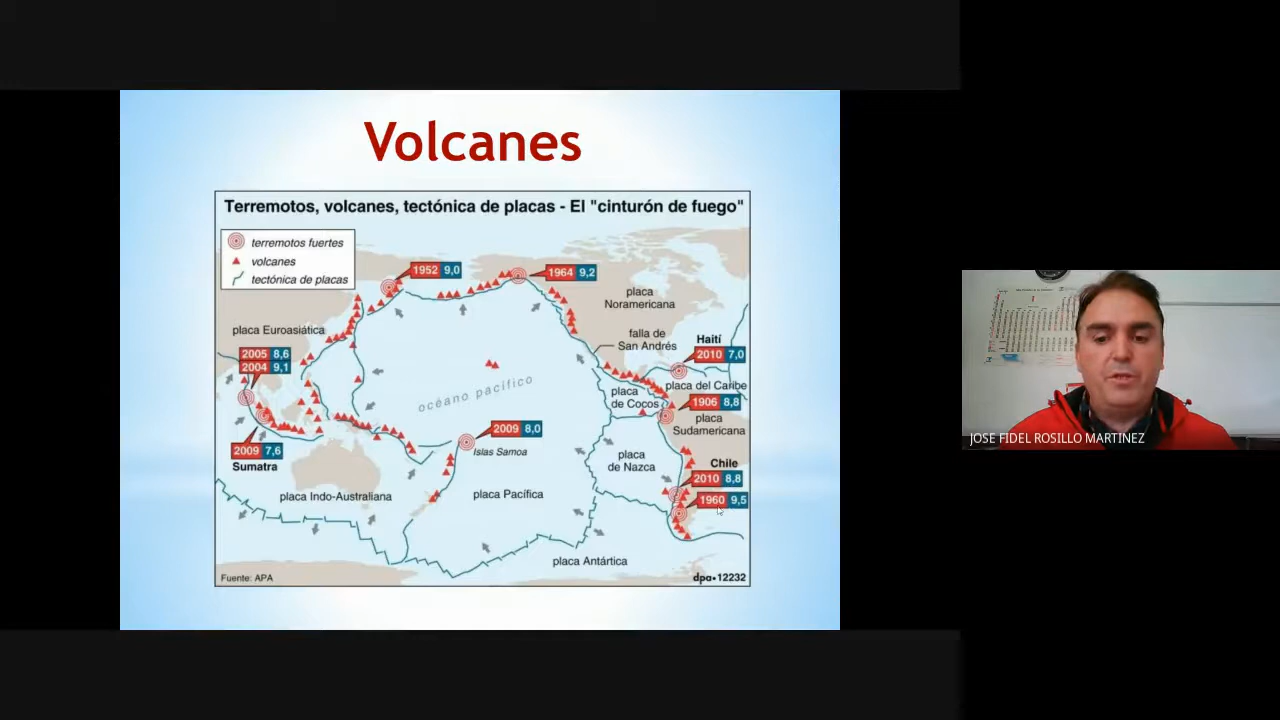 Volcanes
Terremotos, volcanes, tectónica de placas - El "cinturón de fuego"
terremotos fuertes
volcanes
tectónica de placas
1952 9,0
1964 9,2
placa
Noramericana
placa Euroasiática
falla de
San Andrés
Haití
2010 7,0
2005 8,6
2004 9,1
océano pacífico
placa del Caribe
placa
de Cocos
1906 8,8
placa
Sudamericana
2009 8,0
Islas Samoa
2009 7,6
Sumatra
placa
de Nazca
Chile
2010 8,8
1960 9,5
placa Indo-Australiana
placa Pacífica
placa Antártica
Fuente: APA
dpa•12232
JOSE FIDEL ROSILLO MARTINEZ